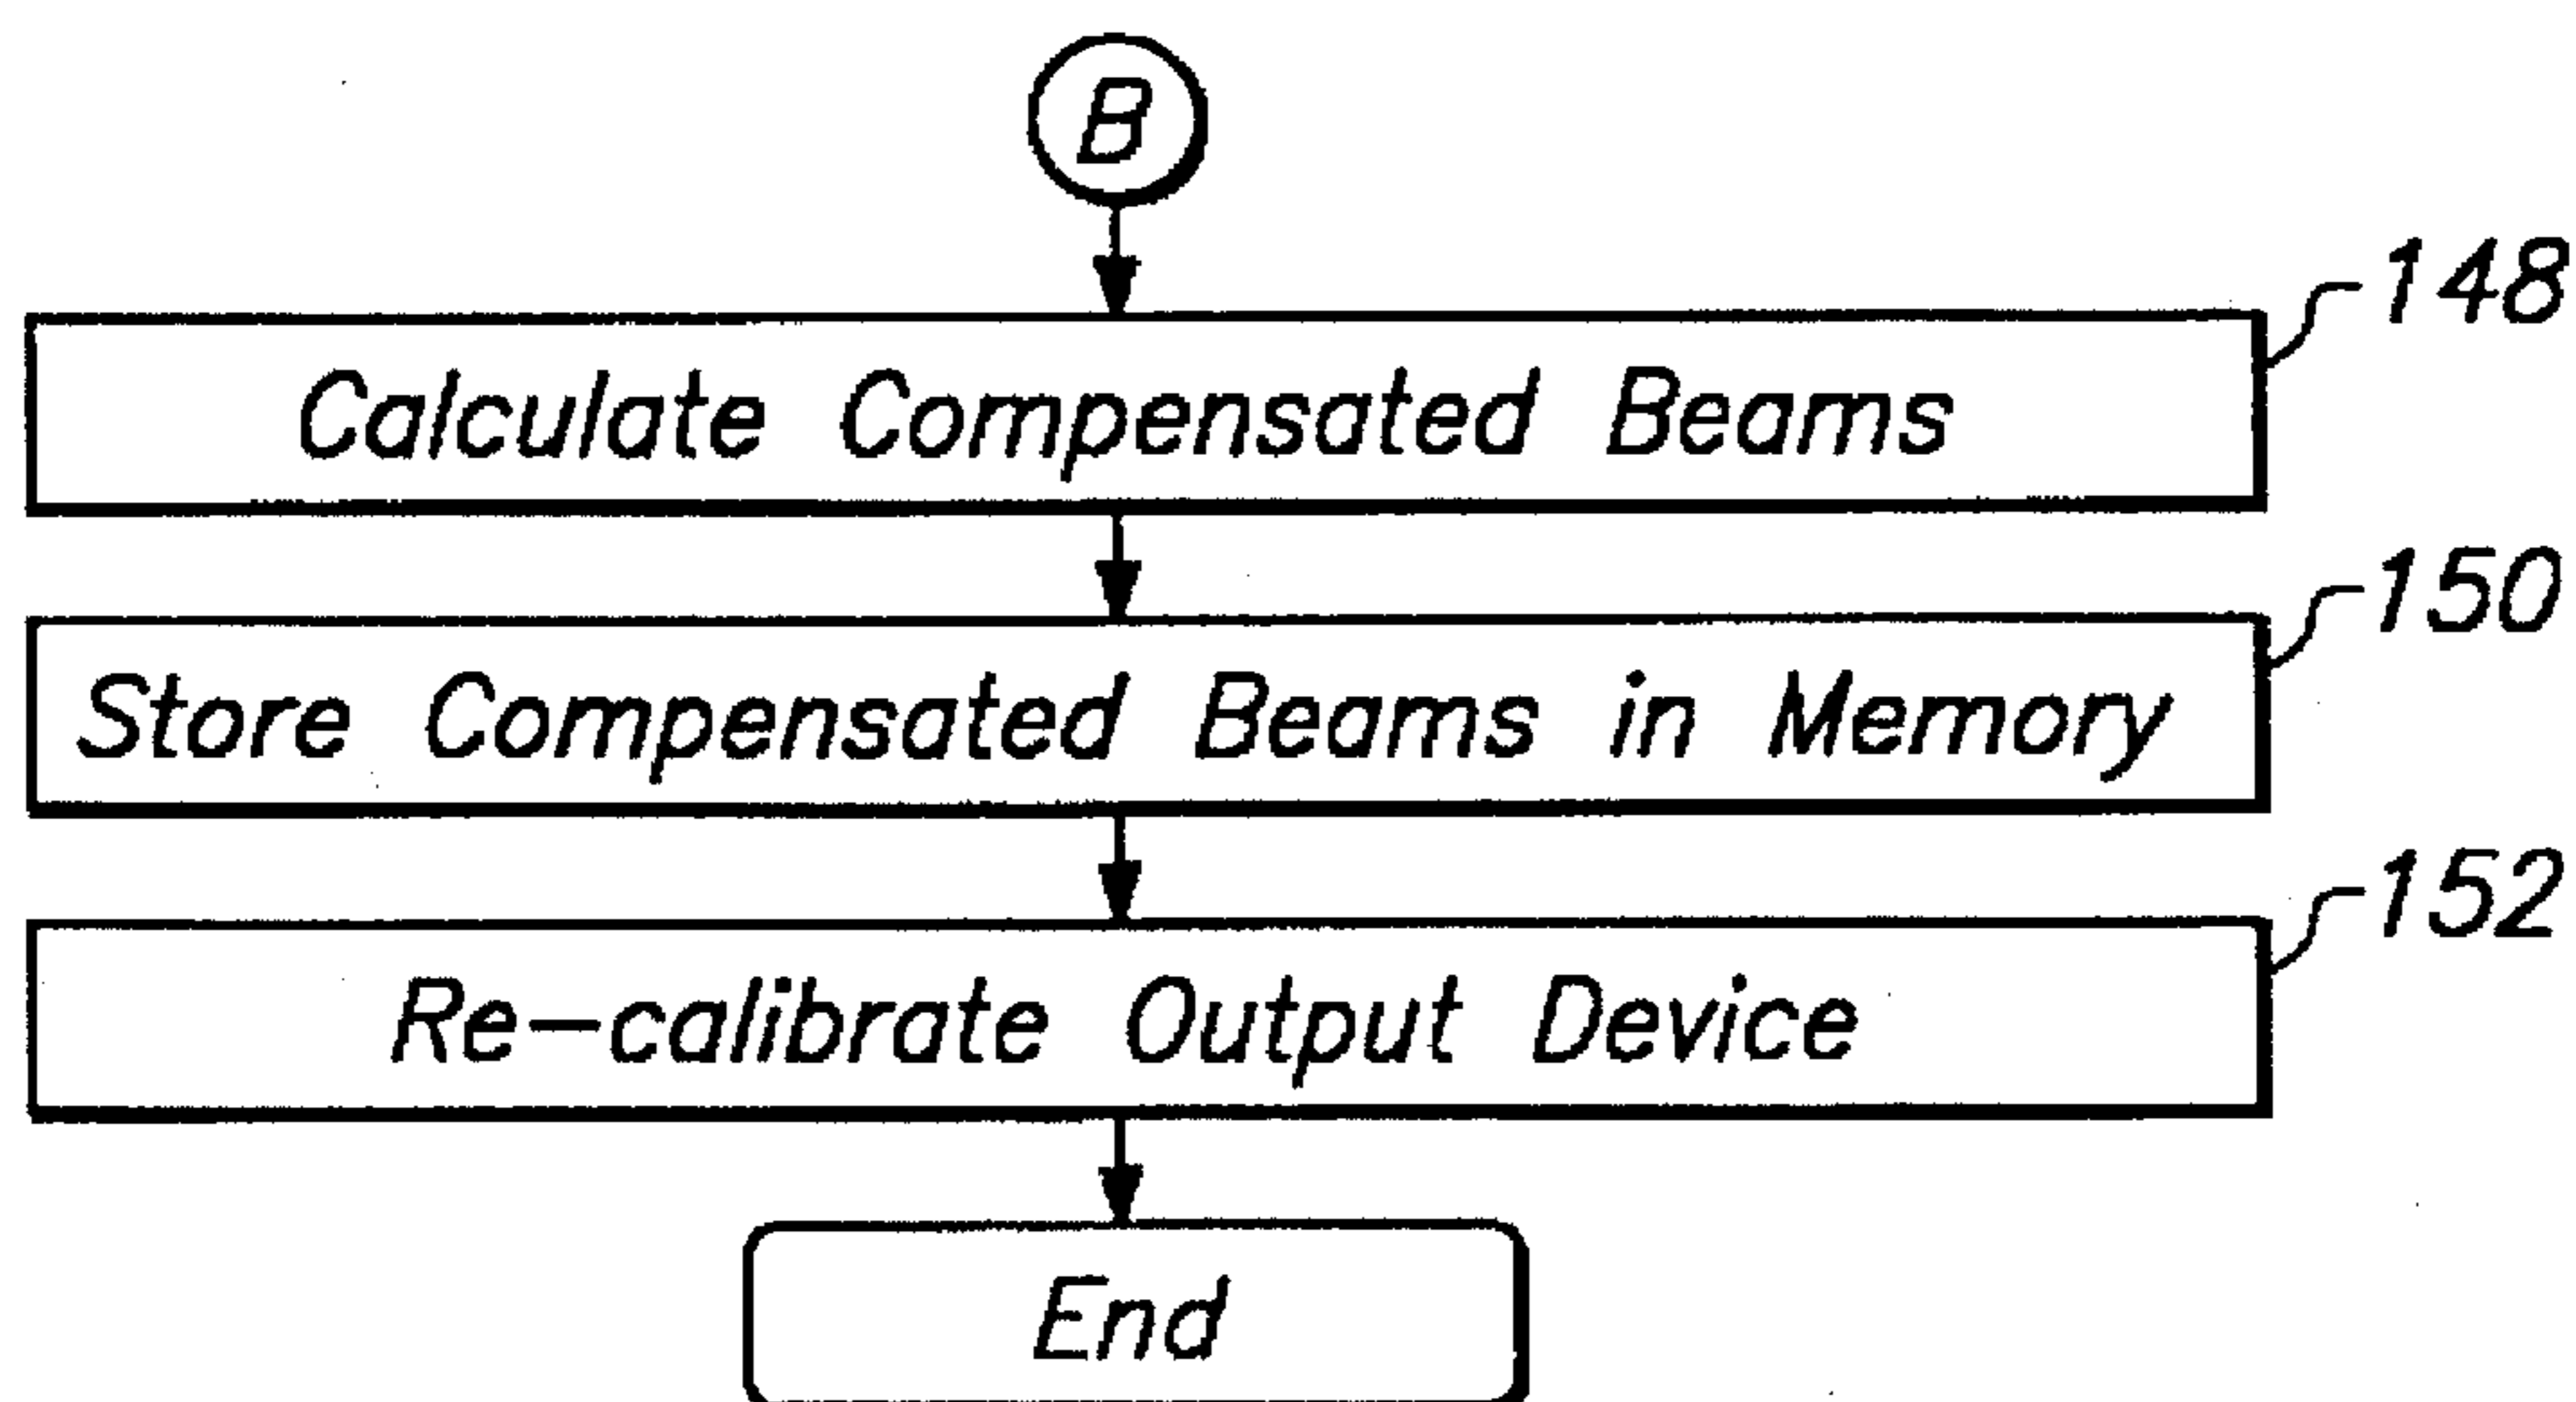 B
148
Calculate Compensated Beams
150
Store Compensated Beams in Memory
152
Re-calibrate Output Device
End